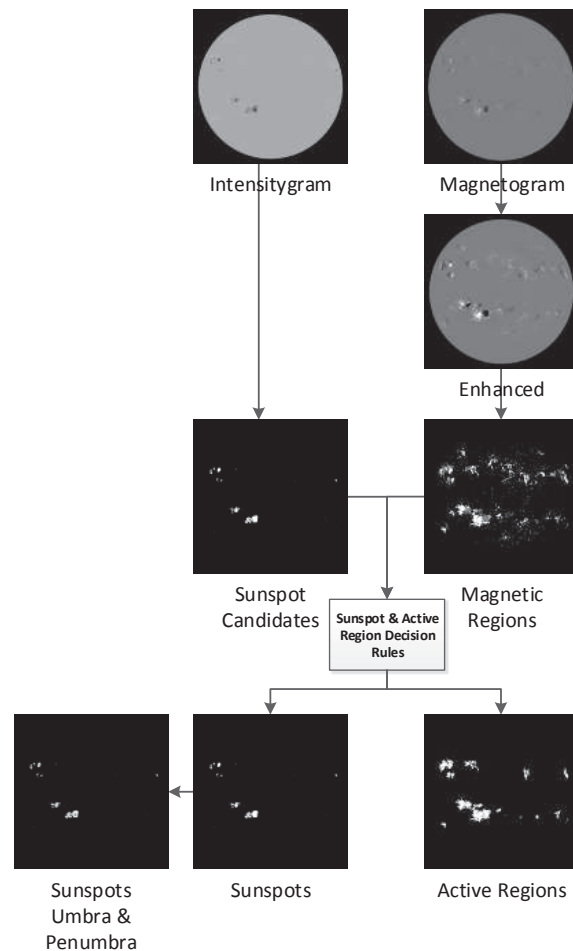 Intensitygram
Magnetogram
Enhanced
Sunspot
Candidates
Magnetic
Regions
Sunspot & Active
Region Decision
Rules
Sunspots
Umbra &
Penumbra
Sunspots
Active Regions